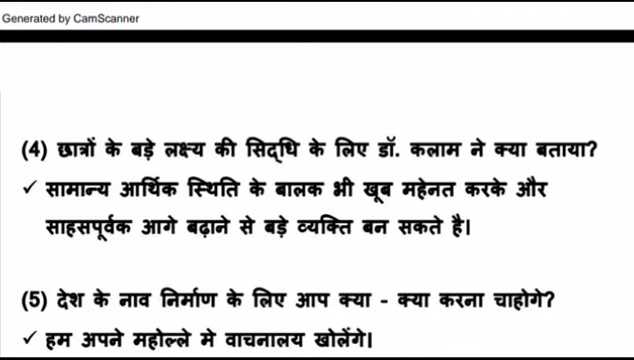 Generated by CamScanner
(4) छात्रों के बड़े लक्ष्य की सिद्धि के लिए डॉ. कलाम ने क्या बताया?
✓ सामान्य आर्थिक स्थिति के बालक भी खूब महेनत करके और
साहसपूर्वक आगे बढ़ाने से बड़े व्यक्ति बन सकते है।
(5) देश के नाव निर्माण के लिए आप क्या - क्या करना चाहोगे?
✓ हम अपने महोल्ले मे वाचनालय खोलेंगे।